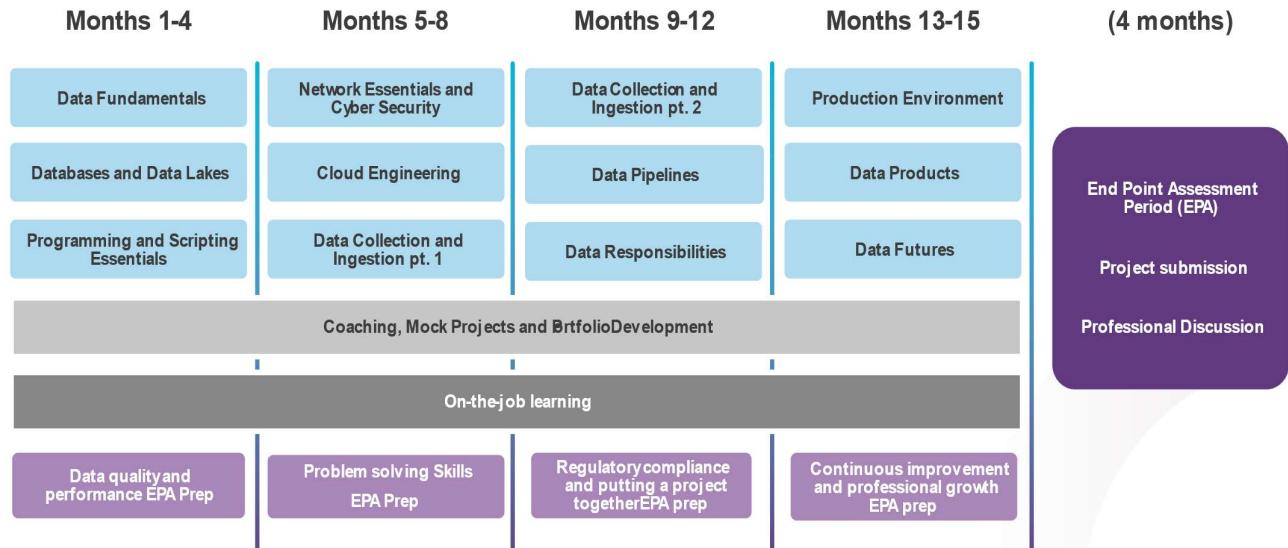 Months 1-4
Months 5-8
Months 9-12
Months 13-15
(4 months)
Data Fundamentals
Network Essentials and
Cyber Security
Data Collection and
Ingestion pt. 2
Production Environment
Databases and Data Lakes
Cloud Engineering
Data Pipelines
Data Products
Programming and Scripting
Essentials
Data Collection and
Ingestion pt. 1
Data Responsibilities
Data Futures
End Point Assessment
Period (EPA)
Project submission
Professional Discussion
Coaching, Mock Projects and PortfolioDevelopment
On-the-job learning
Data quality and
performance EPA Prep
Problem solving Skills
EPA Prep
Regulatory compliance
and putting a project
togetherEPA prep
Continuous improvement
and professional growth
EPA prep